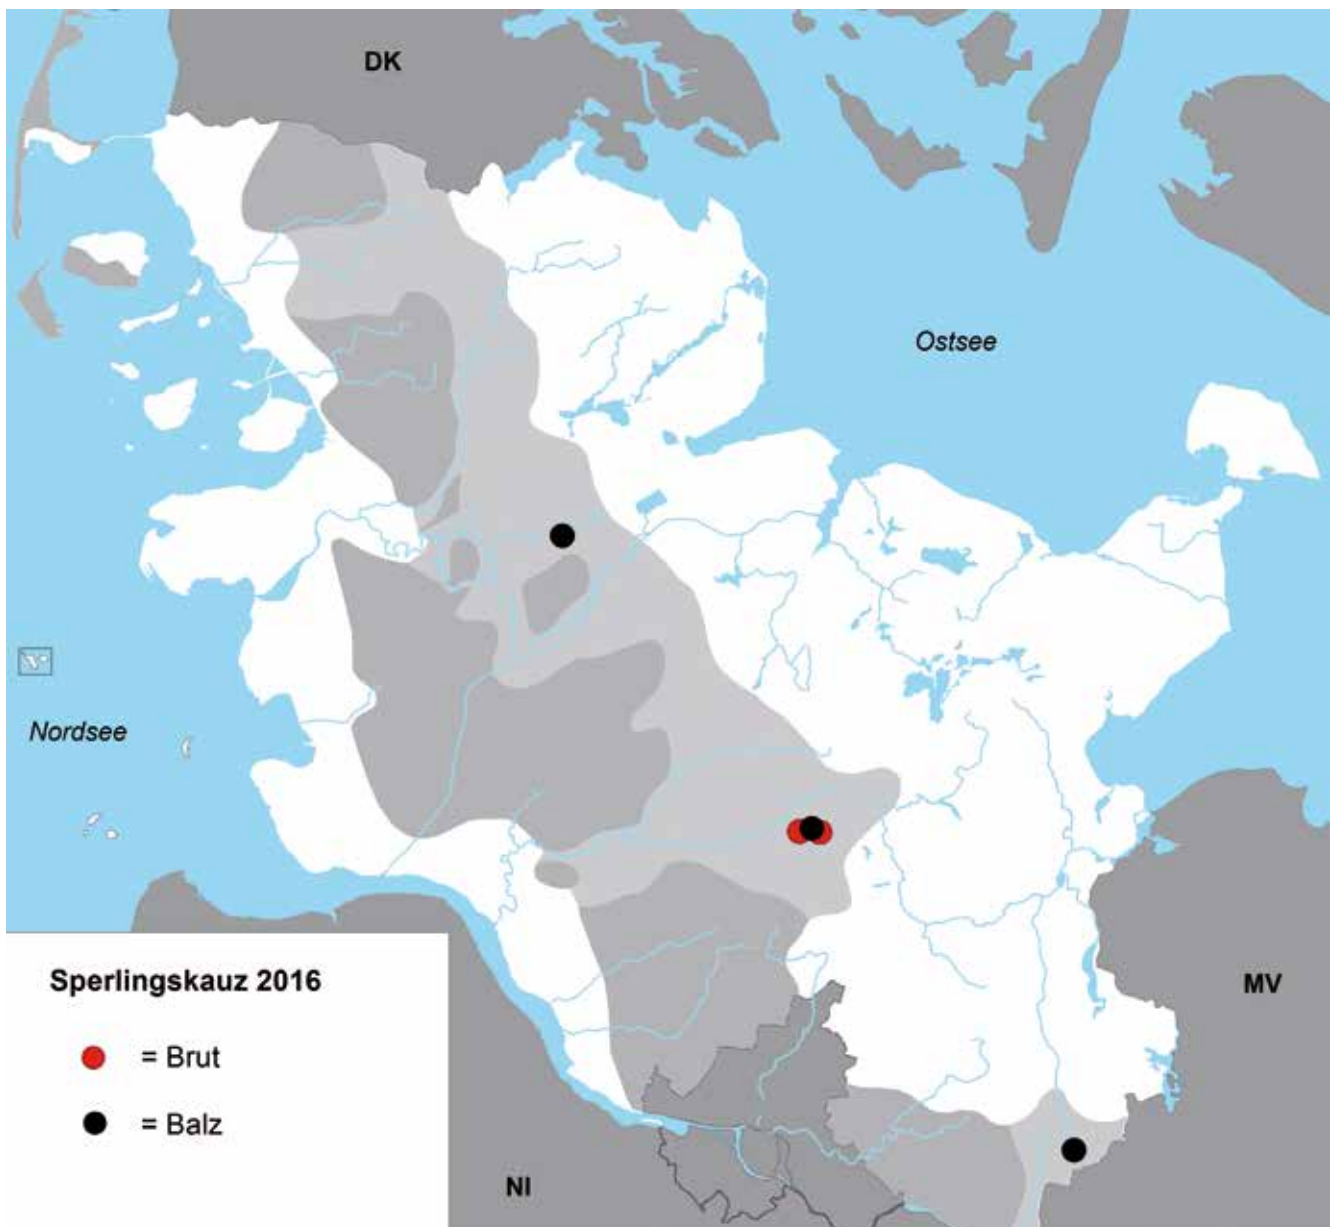 DK
Ostsee
Nordsee
Sperlingskauz 2016
= Brut
= Balz
MV
NI